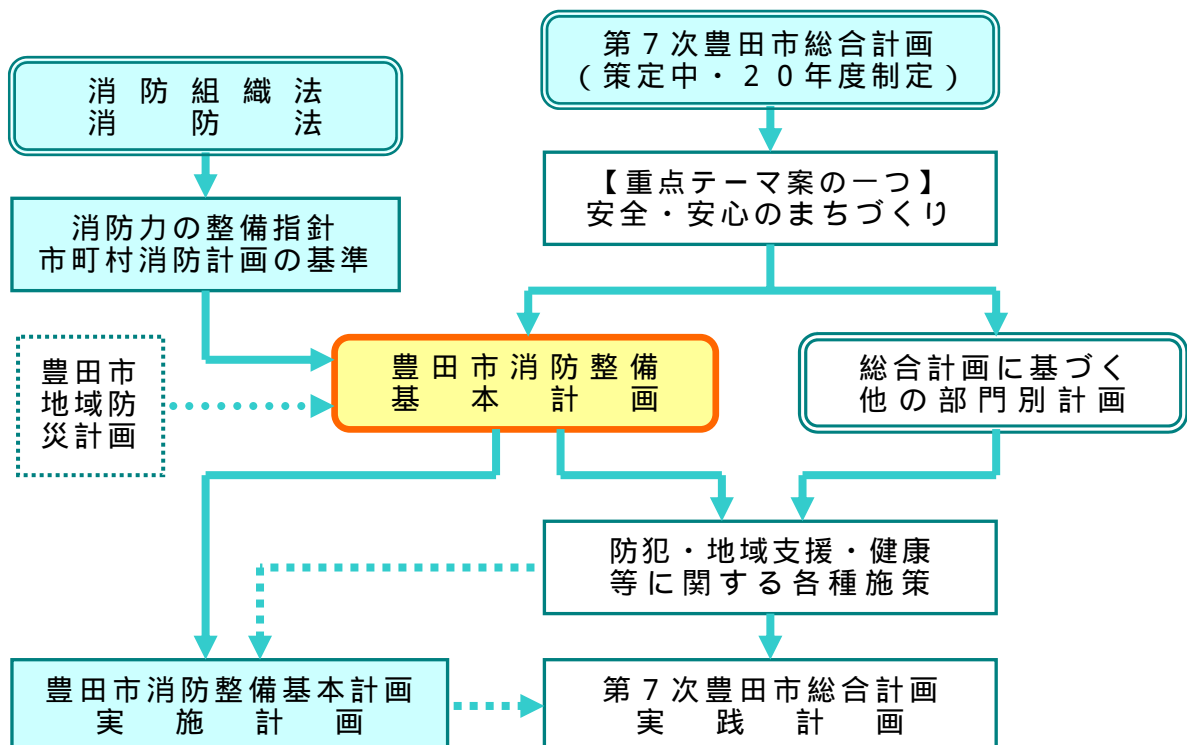 第７次豊田市総合計画
（策定中・２０年度制定）
消防組織法
消防法
【重点テーマ案の一つ】
安全・安心のまちづくり
消防力の整備指針
市町村消防計画の基準
豊田市
地域防
災計画
豊田市消防整備
基本計画
総合計画に基づく
他の部門別計画
防犯・地域支援・健康
等に関する各種施策
豊田市消防整備基本計画
実施計画
第７次豊田市総合計画
実践計画